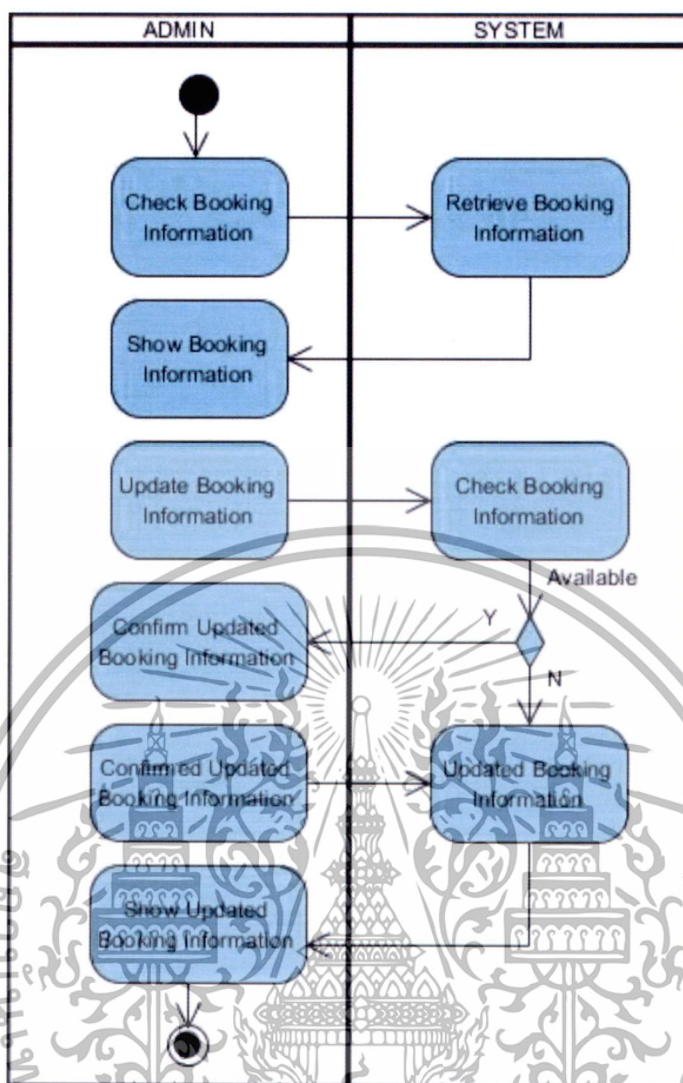 ADMIN
SYSTEM
Check Booking
Information
Retrieve Booking
Information
Show Booking
Information
Update Booking
Information
Check Booking
Information
Available
Y
Confirm Updated
Booking Information
N
Confirmed Updated
Booking Information
Updated Booking
Information
Show Updated
Booking Information